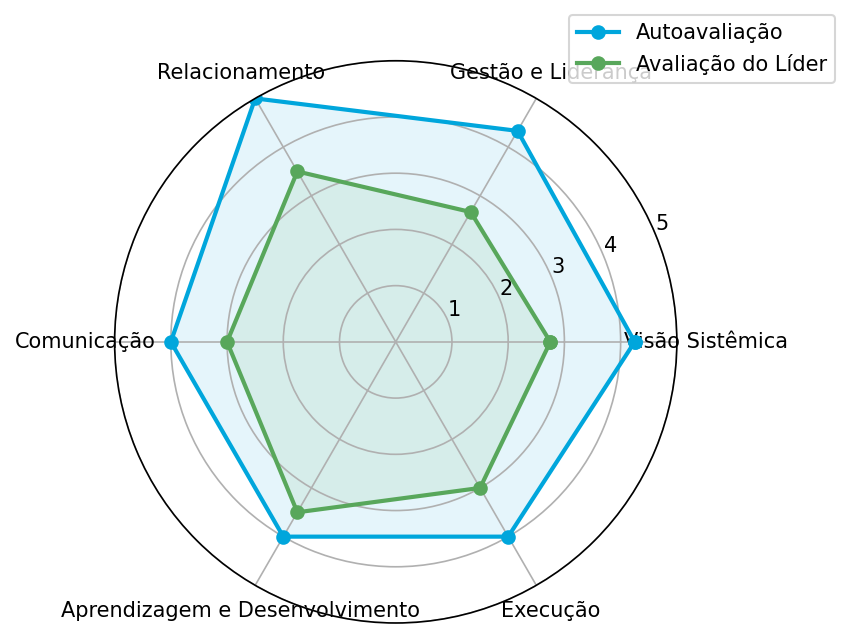 Autoavaliação
Avaliação do Líder
Relacionamento
Gestão e Liderança
5
4
3
2
1
Comunicação
Visão Sistêmica
Aprendizagem e Desenvolvimento
Execução